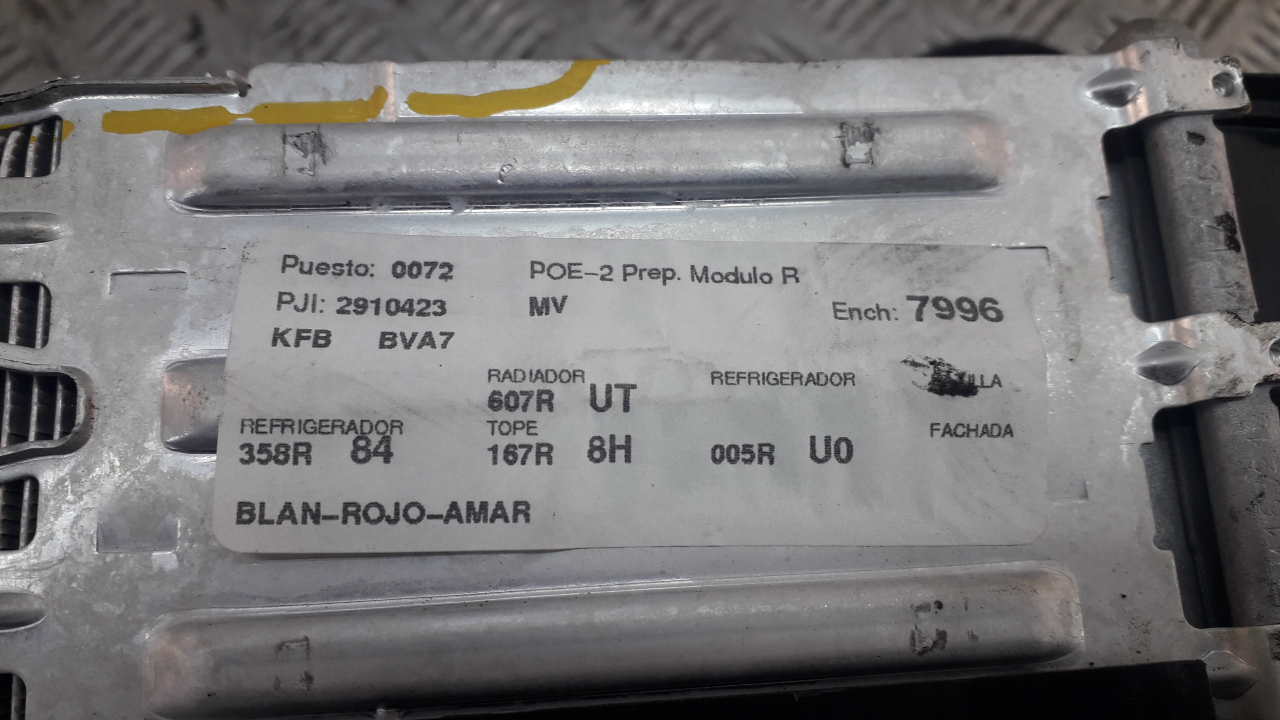 Puesto: 0072 POE-2 Prep. Modulo R
PJI: 2910423 MV Ench: 7996
KFB BVA7
RADIADOR REFRIGERADOR
607R UT
REFRIGERADOR TOPE FACHADA
358R 84 167R 8H 005R U0
BLAN-ROJO-AMAR